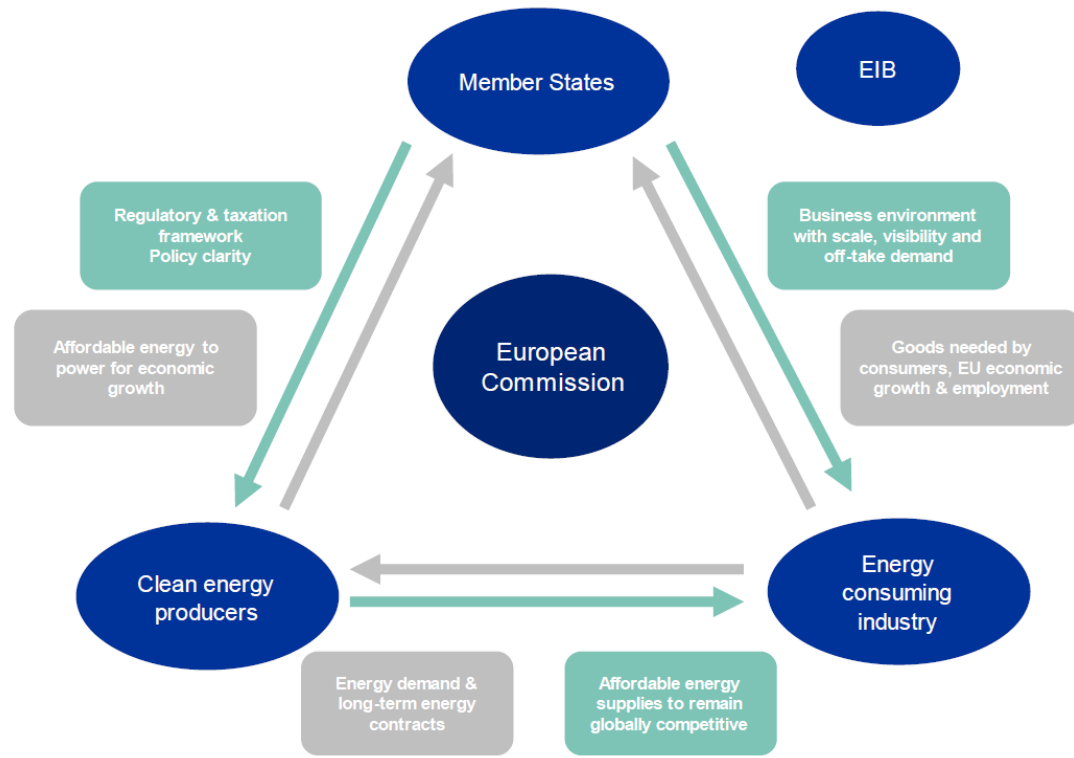 Member States
EIB
Regulatory & taxation
framework
Policy clarity
Business environment
with scale, visibility and
off-take demand
Affordable energy to
power for economic
growth
European
Commission
Goods needed by
consumers, EU economic
growth & employment
Clean energy
producers
Energy
consuming
industry
Energy demand &
long-term energy
contracts
Affordable energy
supplies to remain
globally competitive